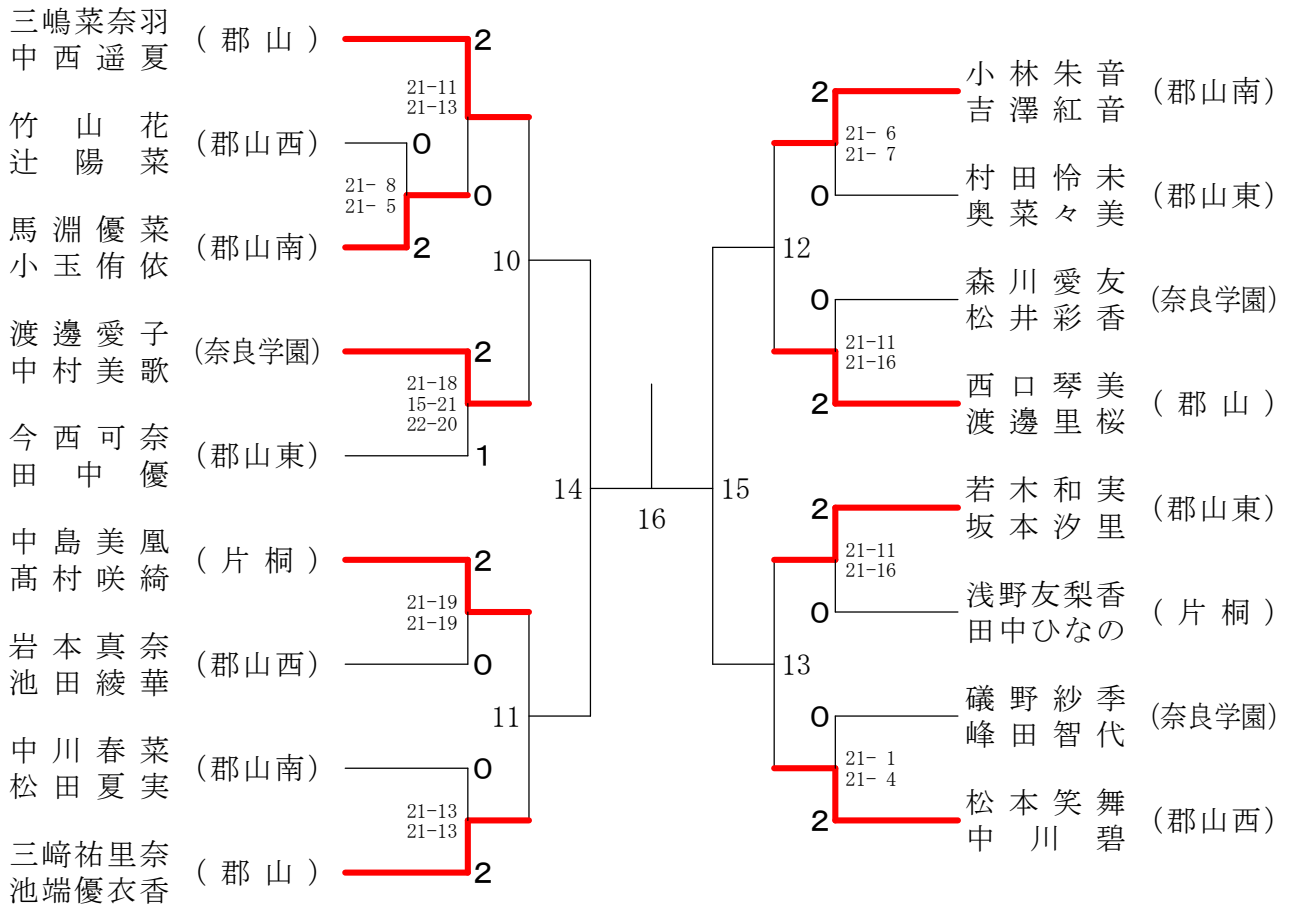 三嶋菜奈羽
中西遥夏
(郡山)
2
21-11
21-13
竹山花
辻陽菜
(郡山西)
0
21- 8
21- 5
0
馬淵優菜
小玉侑依
(郡山南)
2
10
渡邊愛子
中村美歌
(奈良学園)
2
21-18
15-21
22-20
今西可奈
田中優
(郡山東)
1
14
中島美凰
髙村咲綺
(片桐)
2
21-19
21-19
岩本真奈
池田綾華
(郡山西)
0
11
中川春菜
松田夏実
(郡山南)
0
21-13
21-13
三﨑祐里奈
池端優衣香
(郡山)
2
16
小林朱音
吉澤紅音
(郡山南)
2
21- 6
21- 7
村田怜未
奥菜々美
(郡山東)
0
12
森川愛友
松井彩香
(奈良学園)
0
21-11
21-16
西口琴美
渡邊里桜
(郡山)
2
15
若木和実
坂本汐里
(郡山東)
2
21-11
21-16
浅野友梨香
田中ひなの
(片桐)
0
13
礒野紗季
峰田智代
(奈良学園)
0
21- 1
21- 4
松本笑舞
中川碧
(郡山西)
2